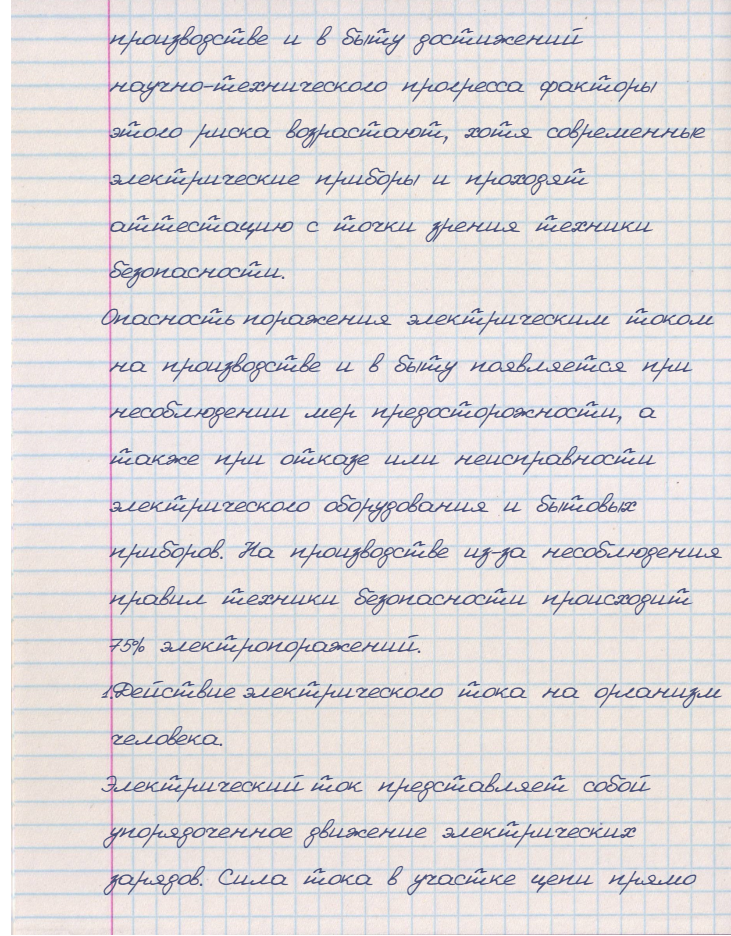 производстве и в быту достижений
научно-технического прогресса факторы
этого риска возрастают, хотя современные
электрические приборы и проходят
аттестацию с точки зрения техники
безопасности.
Опасность поражения электрическим током
на производстве и в быту появляется при
несоблюдении мер предосторожности, а
также при отказе или неисправности
электрического оборудования и бытовых
приборов. На производстве из-за несоблюдения
правил техники безопасности происходит
75% электропоражений.
1.Действие электрического тока на организм
человека.
Электрический ток представляет собой
упорядоченное движение электрических
зарядов. Сила тока в участке цепи прямо